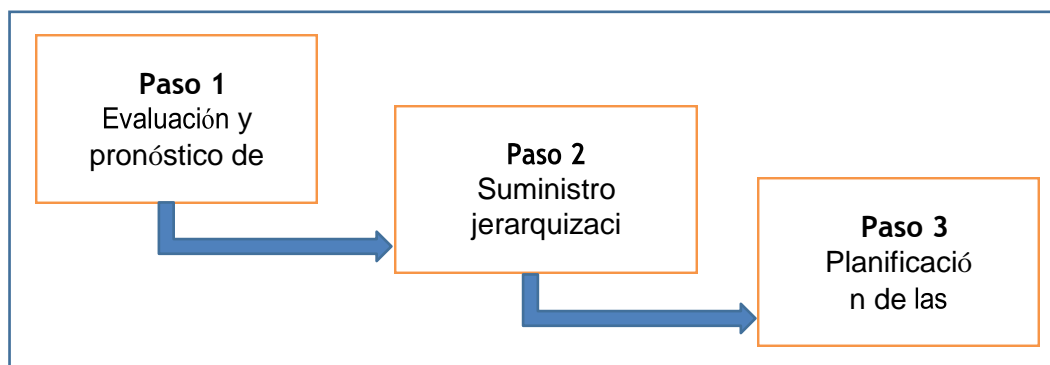 Paso 1
Evaluación y
pronóstico de
Paso 2
Suministro
jerarquizaci
Paso 3
Planificació
n de las